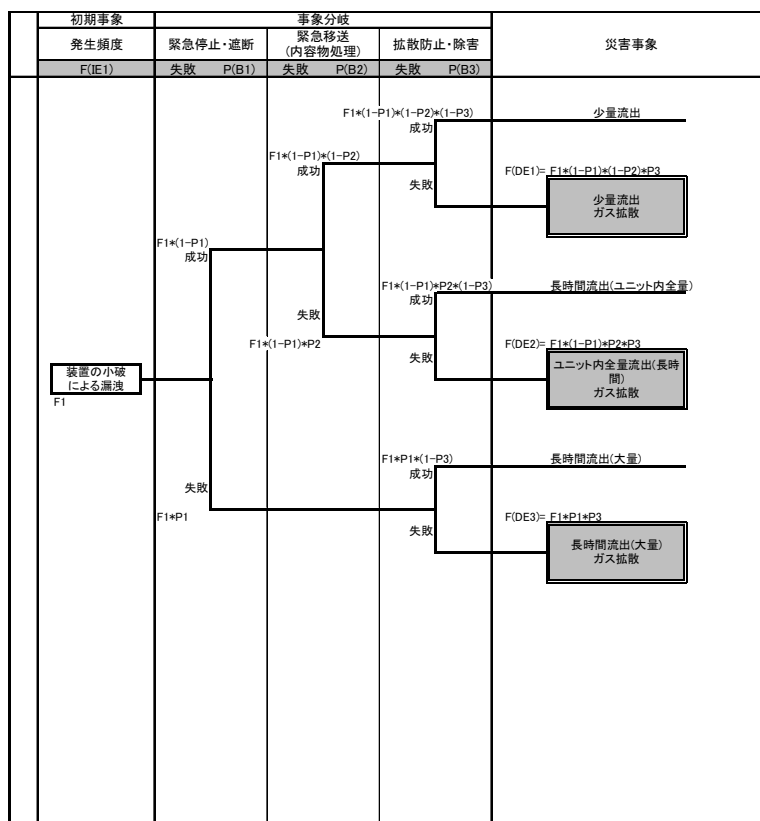 初期事象
事象分岐
発生頻度
緊急停止・遮断
緊急移送
(内容物処理)
拡散防止・除害
災害事象
F(IE1)
失敗 P(B1)
失敗 P(B2)
失敗 P(B3)
F1*(1-P1)*(1-P2)*(1-P3)
成功
少量流出
F1*(1-P1)*(1-P2)
成功
失敗
F(DE1)= F1*(1-P1)*(1-P2)*P3
少量流出
ガス拡散
F1*(1-P1)
成功
F1*(1-P1)*P2*(1-P3)
成功
長時間流出(ユニット内全量)
失敗
F1*(1-P1)*P2
失敗
F(DE2)= F1*(1-P1)*P2*P3
ユニット内全量流出(長時
間)
ガス拡散
装置の小破
による漏洩
F1
F1*P1*(1-P3)
成功
長時間流出(大量)
失敗
F1*P1
失敗
F(DE3)= F1*P1*P3
長時間流出(大量)
ガス拡散